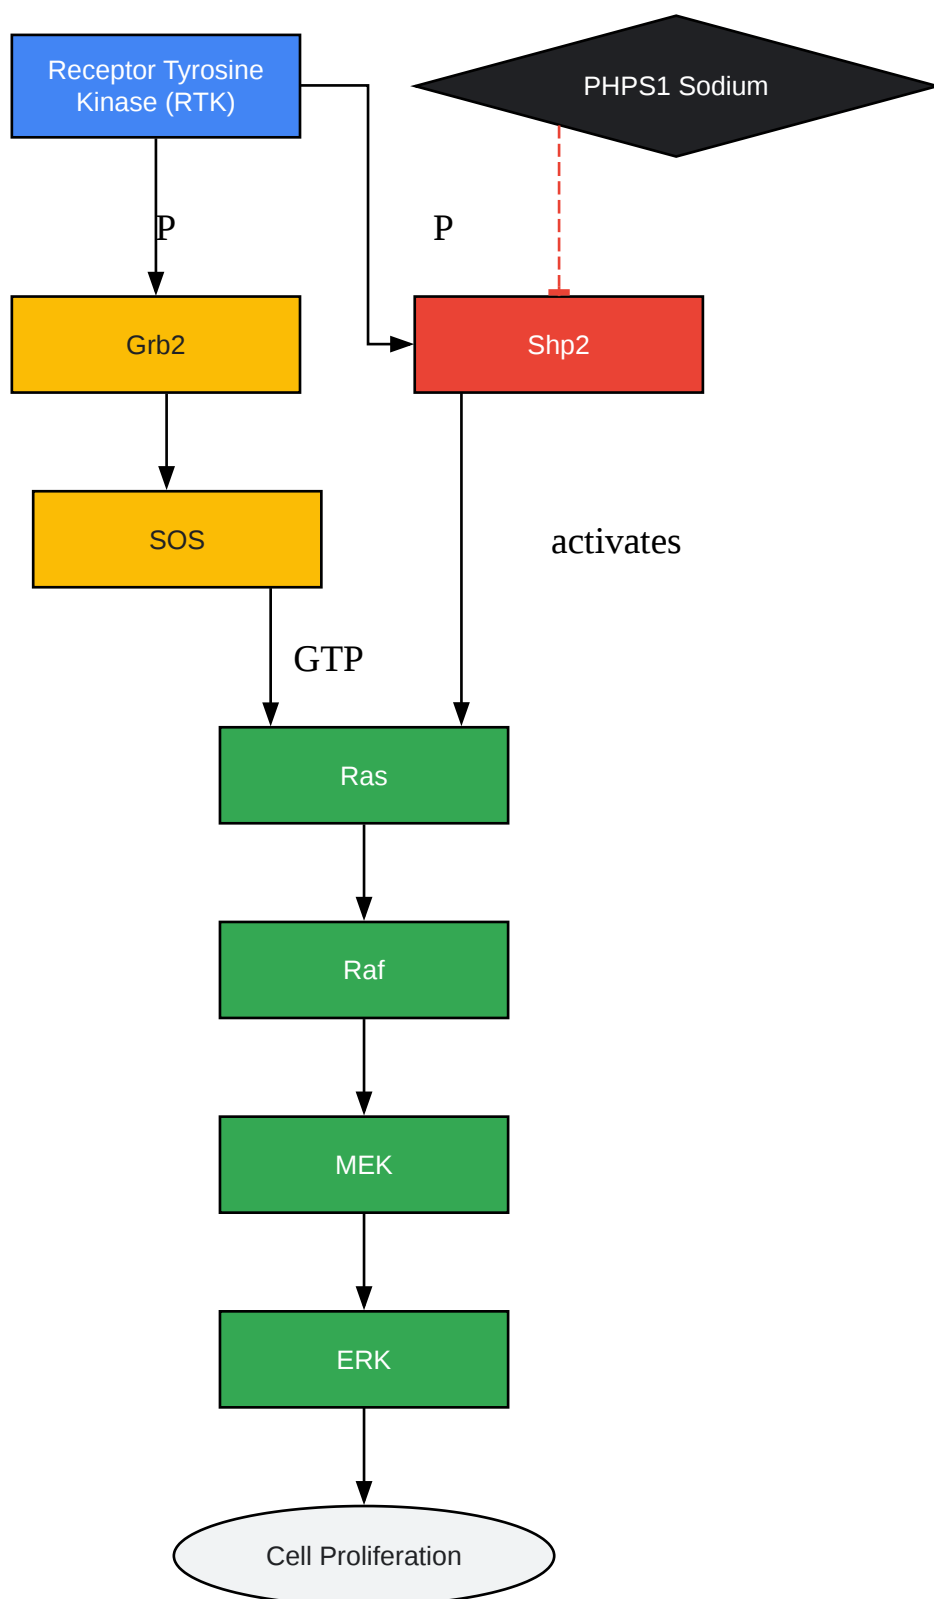 Receptor Tyrosine
Kinase (RTK)
PHPS1 Sodium
P
P
Grb2
Shp2
SOS
activates
GTP
Ras
Raf
MEK
ERK
Cell Proliferation